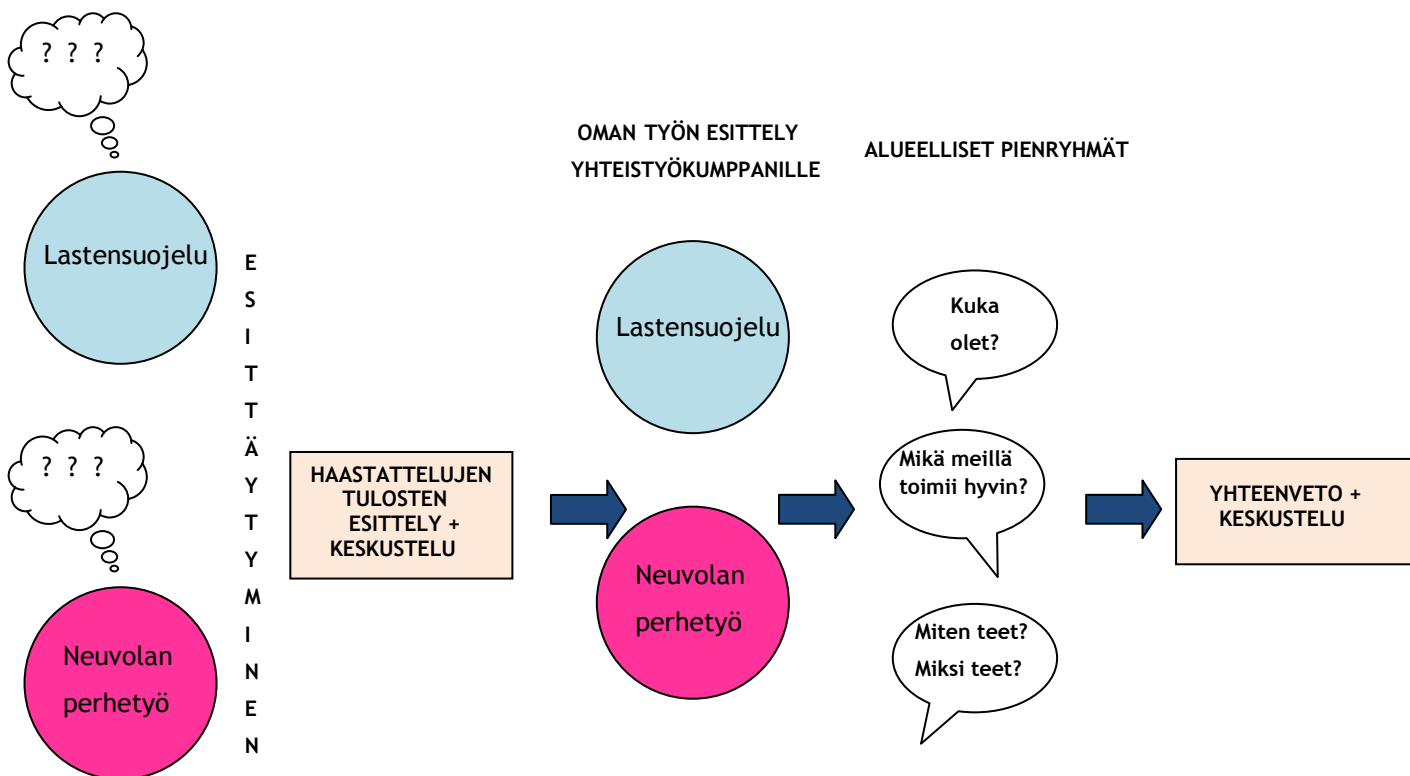 ? ? ?
Lastensuojelu
? ? ?
Neuvolan
perhetyö
E
S
I
T
T
Ä
Y
T
Y
M
I
N
E
N
HAASTATTELUJEN
TULOSTEN
ESITTELY +
KESKUSTELU
OMAN TYÖN ESITTELY
YHTEISTYÖKUMPPANILLE
Lastensuojelu
Neuvolan
perhetyö
ALUEELLISET PIENRYHMÄT
Kuka
olet?
Mikä meillä
toimii hyvin?
Miten teet?
Miksi teet?
YHTEENVETO +
KESKUSTELU